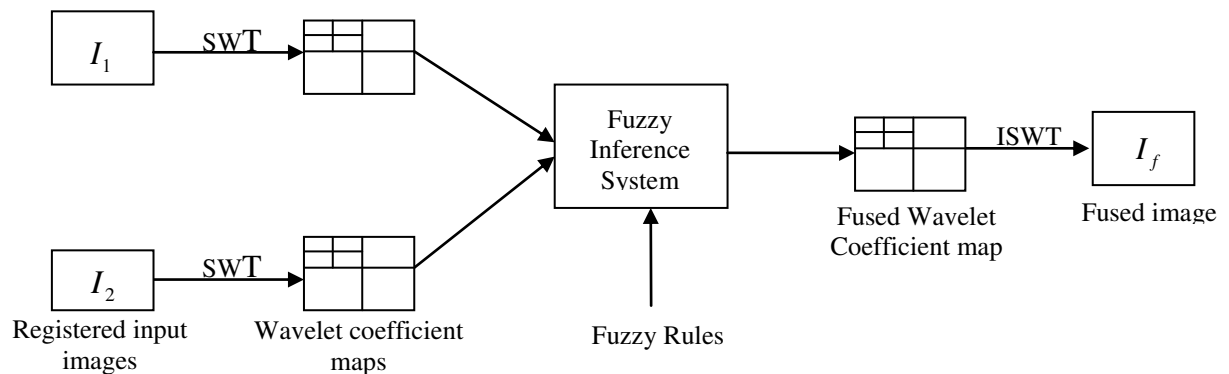 I1
SWT
Fuzzy
Inference
System
ISWT
If
Fused Wavelet
Coefficient map
Fused image
I2
SWT
Registered input
images
Wavelet coefficient
maps
Fuzzy Rules